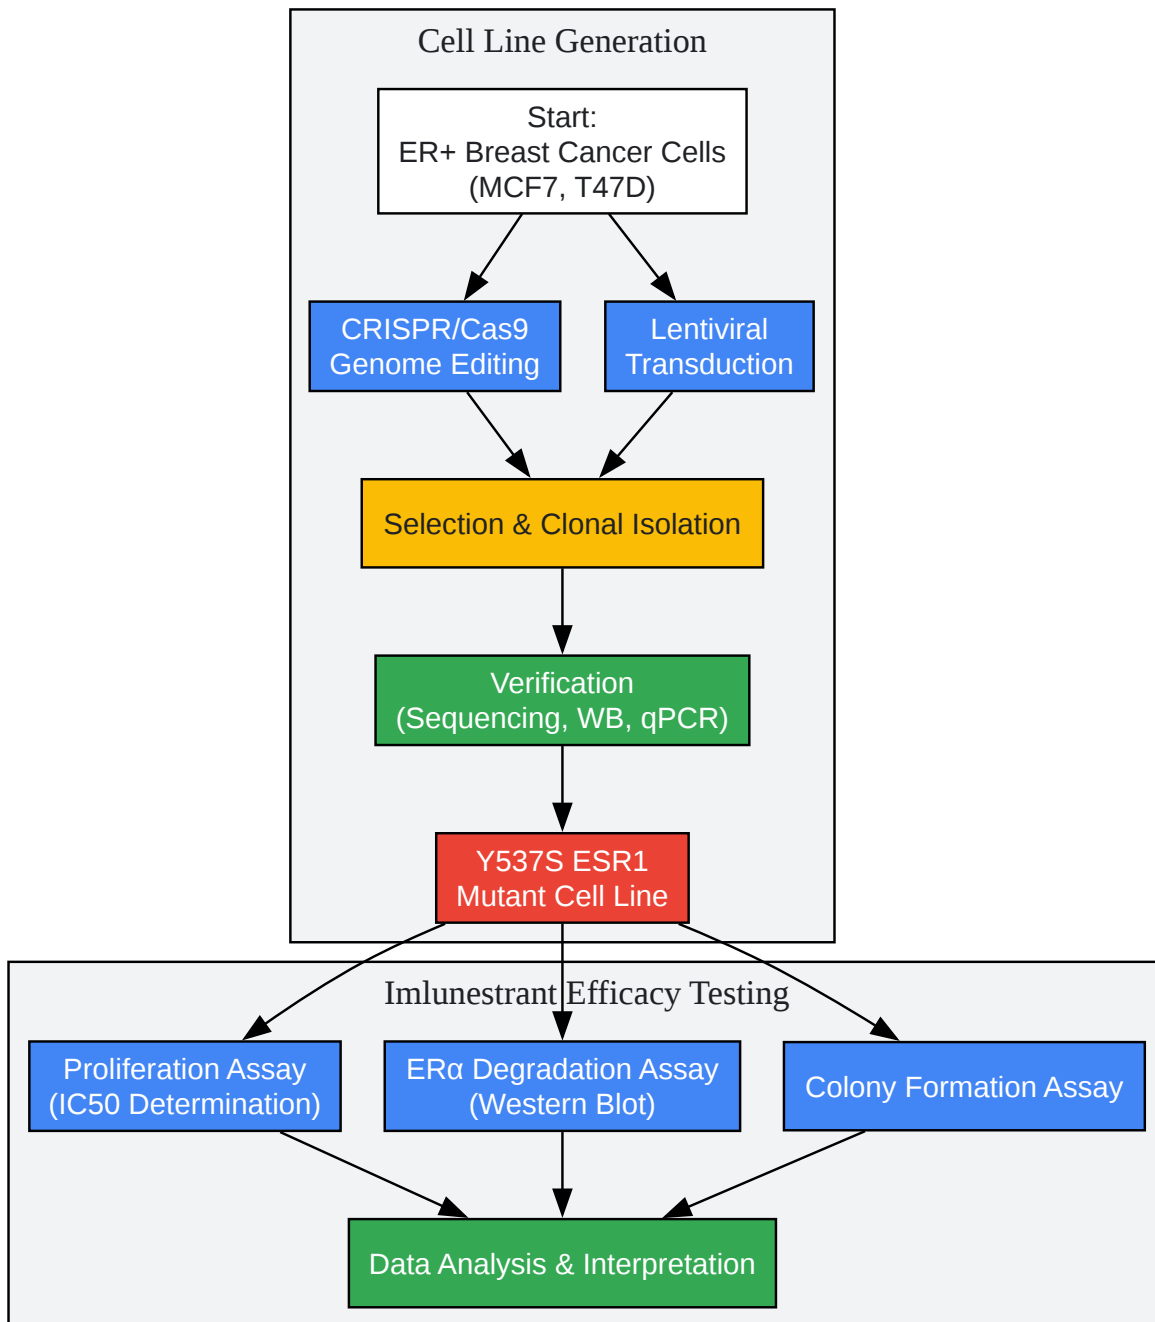 Cell Line Generation
Start:
ER+ Breast Cancer Cells
(MCF7, T47D)
CRISPR/Cas9
Genome Editing
Lentiviral
Transduction
Selection & Clonal Isolation
Verification
(Sequencing, WB, qPCR)
Y537S ESR1
Mutant Cell Line
Imlunestrant Efficacy Testing
Proliferation Assay
(IC50 Determination)
ERα Degradation Assay
(Western Blot)
Colony Formation Assay
Data Analysis & Interpretation